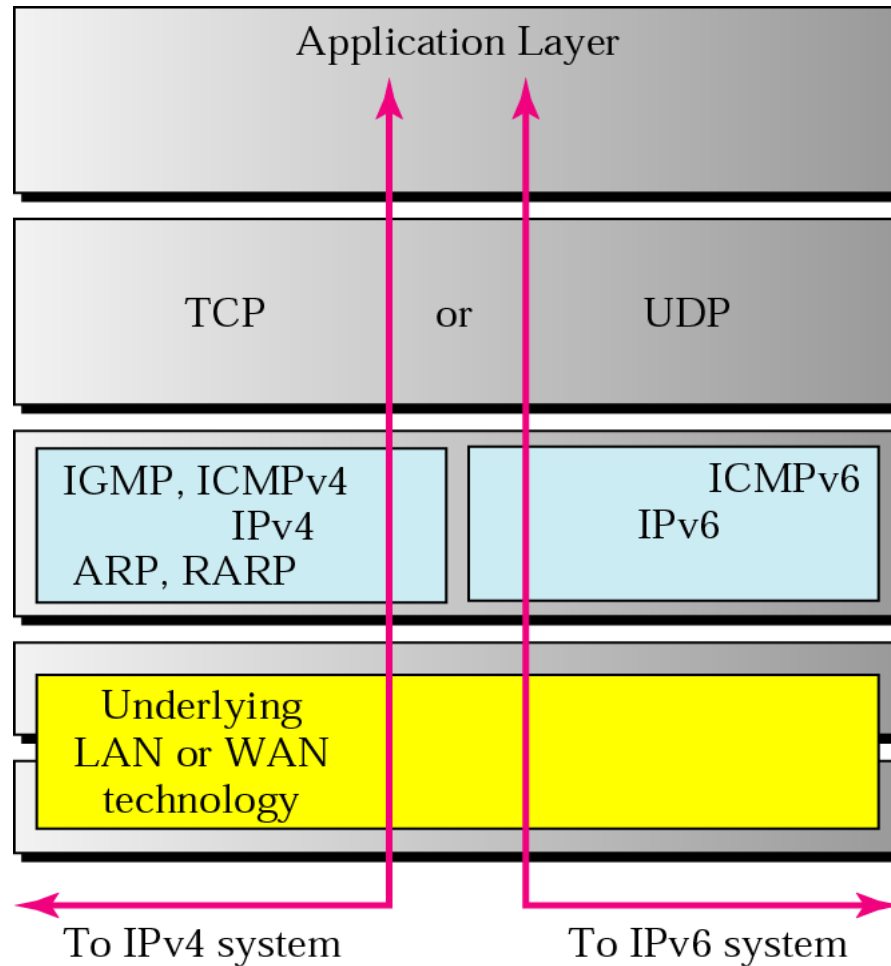 Application Layer
TCP or UDP
IGMP, ICMPv4
IPv4
ARP, RARP
ICMPv6
IPv6
Underlying
LAN or WAN
technology
To IPv4 system
To IPv6 system